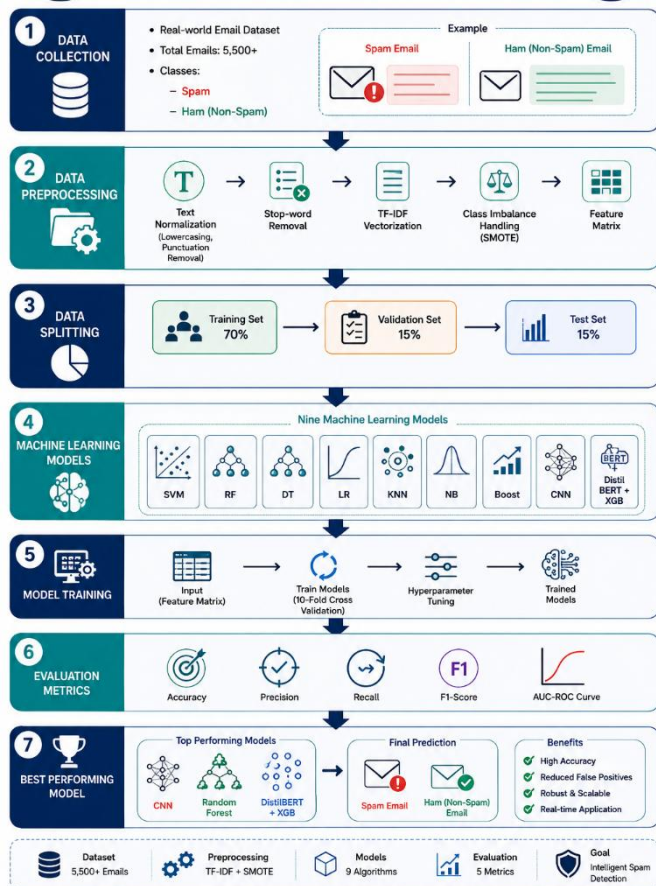 1
DATA
COLLECTION
• Real-world Email Dataset
• Total Emails: 5,500+
• Classes:
– Spam
– Ham (Non-Spam)
Example
Spam Email
Ham (Non-Spam) Email
2
DATA
PREPROCESSING
T
Text
Normalization
(Lowercasing,
Punctuation
Removal)
Stop-word
Removal
TF-IDF
Vectorization
Class Imbalance
Handling
(SMOTE)
Feature
Matrix
3
DATA
SPLITTING
Training Set
70%
Validation Set
15%
Test Set
15%
4
MACHINE LEARNING
MODELS
Nine Machine Learning Models
SVM
RF
DT
LR
KNN
NB
Boost
CNN
BERT
Distil
BERT +
XGB
5
MODEL TRAINING
Input
(Feature Matrix)
Train Models
(10-Fold Cross
Validation)
Hyperparameter
Tuning
Trained
Models
6
EVALUATION
METRICS
Accuracy
Precision
Recall
F1
F1-Score
AUC-ROC Curve
7
BEST PERFORMING
MODEL
Top Performing Models
CNN
Random
Forest
DistilBERT
+ XGB
Final Prediction
Spam Email
Ham (Non-Spam)
Email
Benefits
High Accuracy
Reduced False Positives
Robust & Scalable
Real-time Application
Dataset
5,500+ Emails
Preprocessing
TF-IDF + SMOTE
Models
9 Algorithms
Evaluation
5 Metrics
Goal
Intelligent Spam
Detection